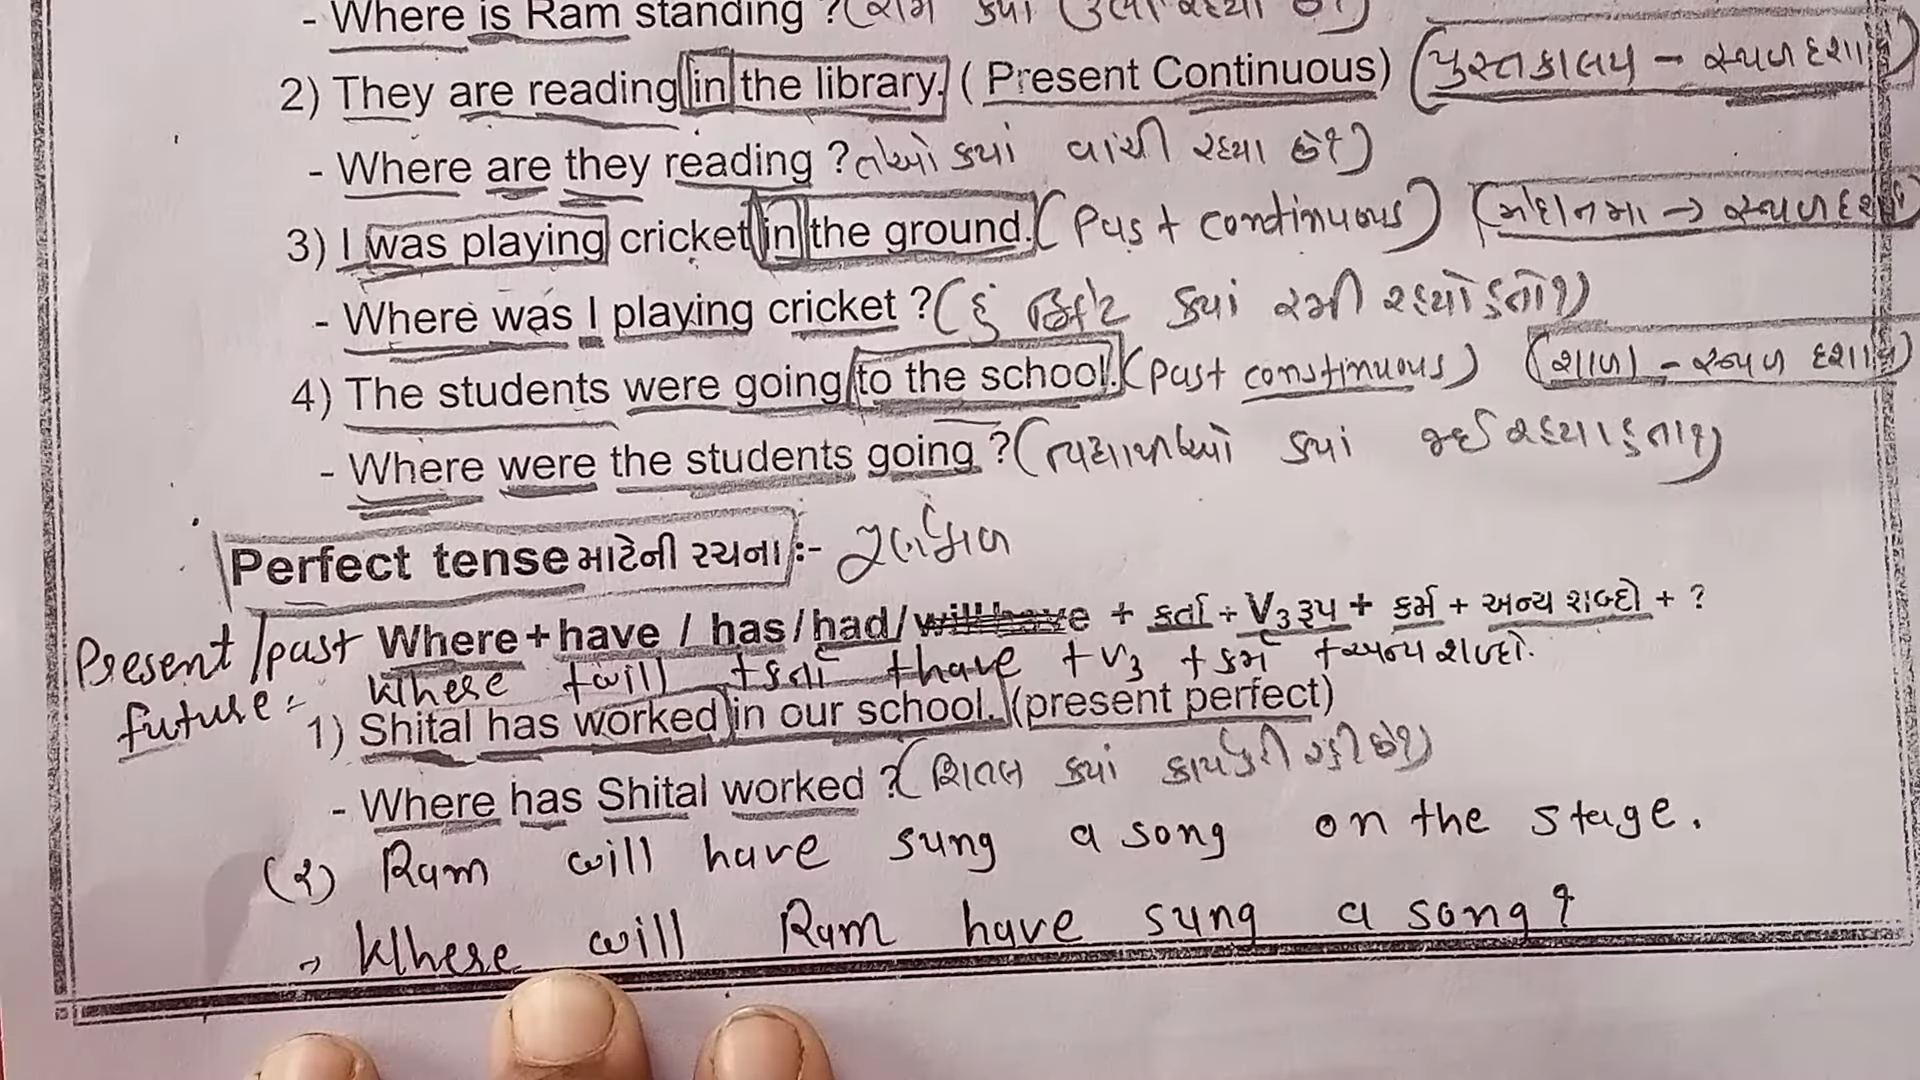 - Where is Ram standing ? (રામ ક્યાં ઉભો રહ્યો છે?)
2) They are reading in the library. ( Present Continuous) (પુસ્તકાલય - સ્થળ દર્શાવે)
- Where are they reading ? તેઓ ક્યાં વાંચી રહ્યા છે?)
3) I was playing cricket in the ground. (Past continuous) (મેદાનમાં → સ્થળ દર્શાવે)
- Where was I playing cricket ? (હું ક્રિકેટ ક્યાં રમી રહ્યો હતો?)
4) The students were going to the school. (past constinuous) (શાળા - સ્થળ દર્શાવે)
- Where were the students going ? ( ક્યાં જઈ રહ્યા હતા?)
Perfect tense માટેની રચના :-
Present / past Where + have / has / had / will have + કર્તા + V3 રૂપ + કર્મ + અન્ય શબ્દો + ?
future :- Where + will + કર્તા + have + V3 + કર્મ + અન્ય શબ્દો.
1) Shital has worked in our school. (present perfect)
- Where has Shital worked ? (શિતલ ક્યાં કાર્ય કરી રહી છે?)
(૨) Ram will have sung a song on the stage.
→ Where will Ram have sung a song?